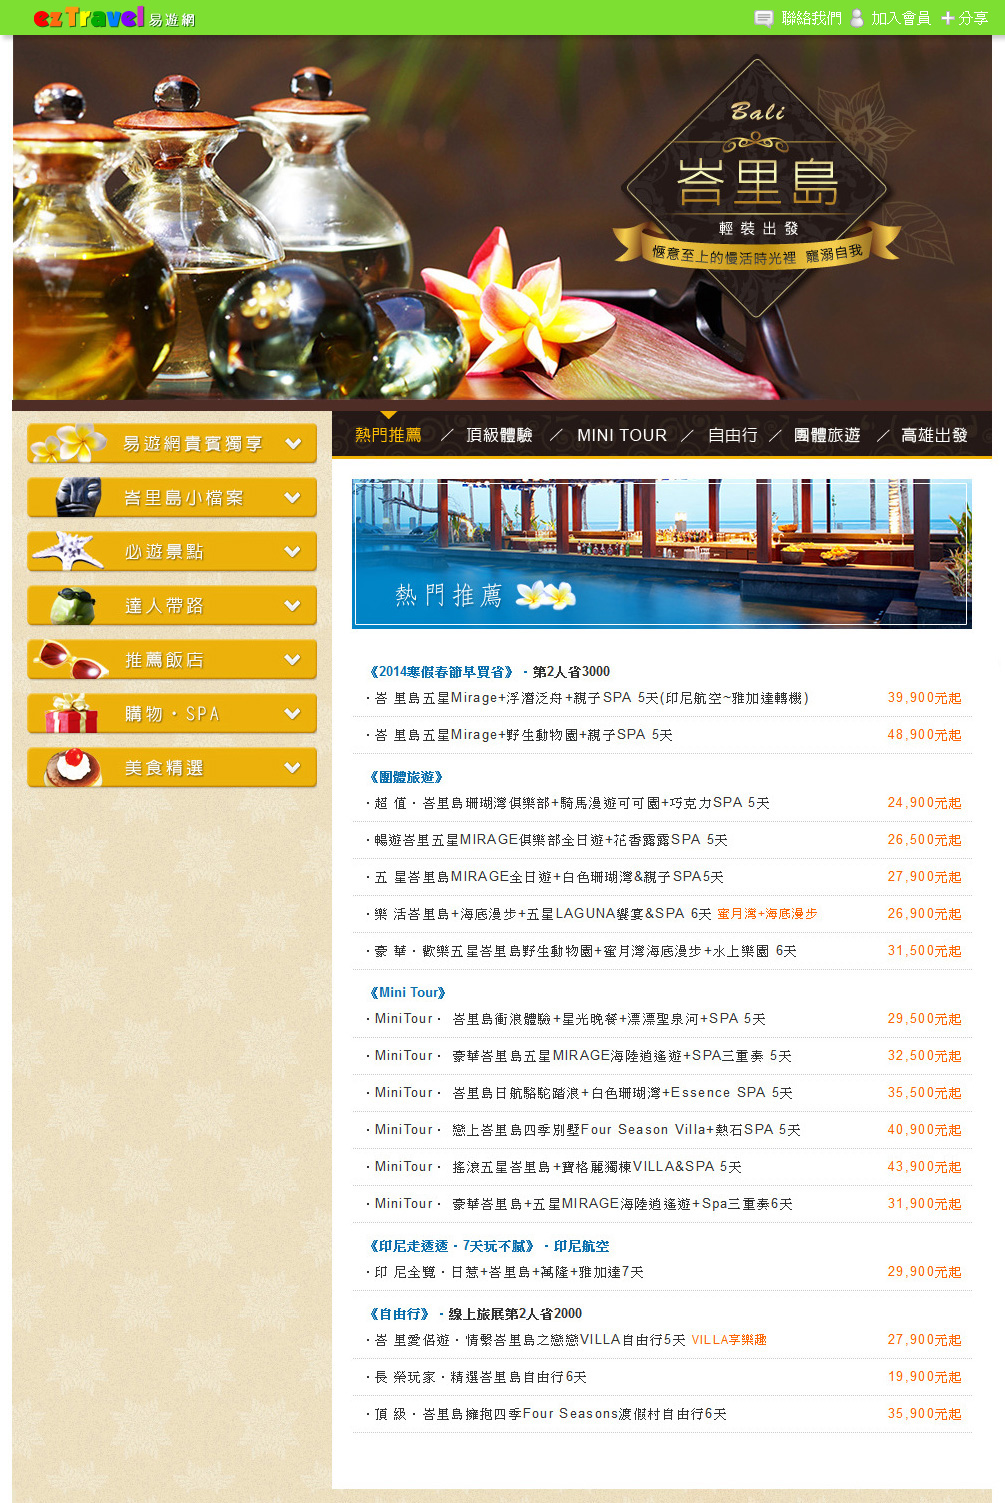 ezTravel 易遊網
聯絡我們 加入會員 分享
Bali
峇里島
輕裝出發
愜意至上的慢活時光裡 寵溺自我
熱門推薦 ／ 頂級體驗 ／ MINI TOUR ／ 自由行 ／ 團體旅遊 ／ 高雄出發
易遊網貴賓獨享
峇里島小檔案
必遊景點
達人帶路
推薦飯店
購物・SPA
美食精選
熱門推薦
《2014寒假春節早買省》‧第2人省3000
‧峇 里島五星Mirage+浮潛泛舟+親子SPA 5天(印尼航空~雅加達轉機) 39,900元起
‧峇 里島五星Mirage+野生動物園+親子SPA 5天 48,900元起
《團體旅遊》
‧超 值‧峇里島珊瑚灣俱樂部+騎馬漫遊可可園+巧克力SPA 5天 24,900元起
‧暢遊峇里五星MIRAGE俱樂部全日遊+花香露露SPA 5天 26,500元起
‧五 星峇里島MIRAGE全日遊+白色珊瑚灣&親子SPA5天 27,900元起
‧樂 活峇里島+海底漫步+五星LAGUNA饗宴&SPA 6天 蜜月灣+海底漫步 26,900元起
‧豪 華‧歡樂五星峇里島野生動物園+蜜月灣海底漫步+水上樂園 6天 31,500元起
《Mini Tour》
‧MiniTour‧ 峇里島衝浪體驗+星光晚餐+漂漂聖泉河+SPA 5天 29,500元起
‧MiniTour‧ 豪華峇里島五星MIRAGE海陸逍遙遊+SPA三重奏 5天 32,500元起
‧MiniTour‧ 峇里島日航駱駝踏浪+白色珊瑚灣+Essence SPA 5天 35,500元起
‧MiniTour‧ 戀上峇里島四季別墅Four Season Villa+熱石SPA 5天 40,900元起
‧MiniTour‧ 搖滾五星峇里島+寶格麗獨棟VILLA&SPA 5天 43,900元起
‧MiniTour‧ 豪華峇里島+五星MIRAGE海陸逍遙遊+Spa三重奏6天 31,900元起
《印尼走透透‧7天玩不膩》‧印尼航空
‧印 尼全覽‧日惹+峇里島+萬隆+雅加達7天 29,900元起
《自由行》‧線上旅展第2人省2000
‧峇 里愛侶遊‧情繫峇里島之戀戀VILLA自由行5天 VILLA享樂趣 27,900元起
‧長 榮玩家‧精選峇里島自由行6天 19,900元起
‧頂 級‧峇里島擁抱四季Four Seasons渡假村自由行6天 35,900元起